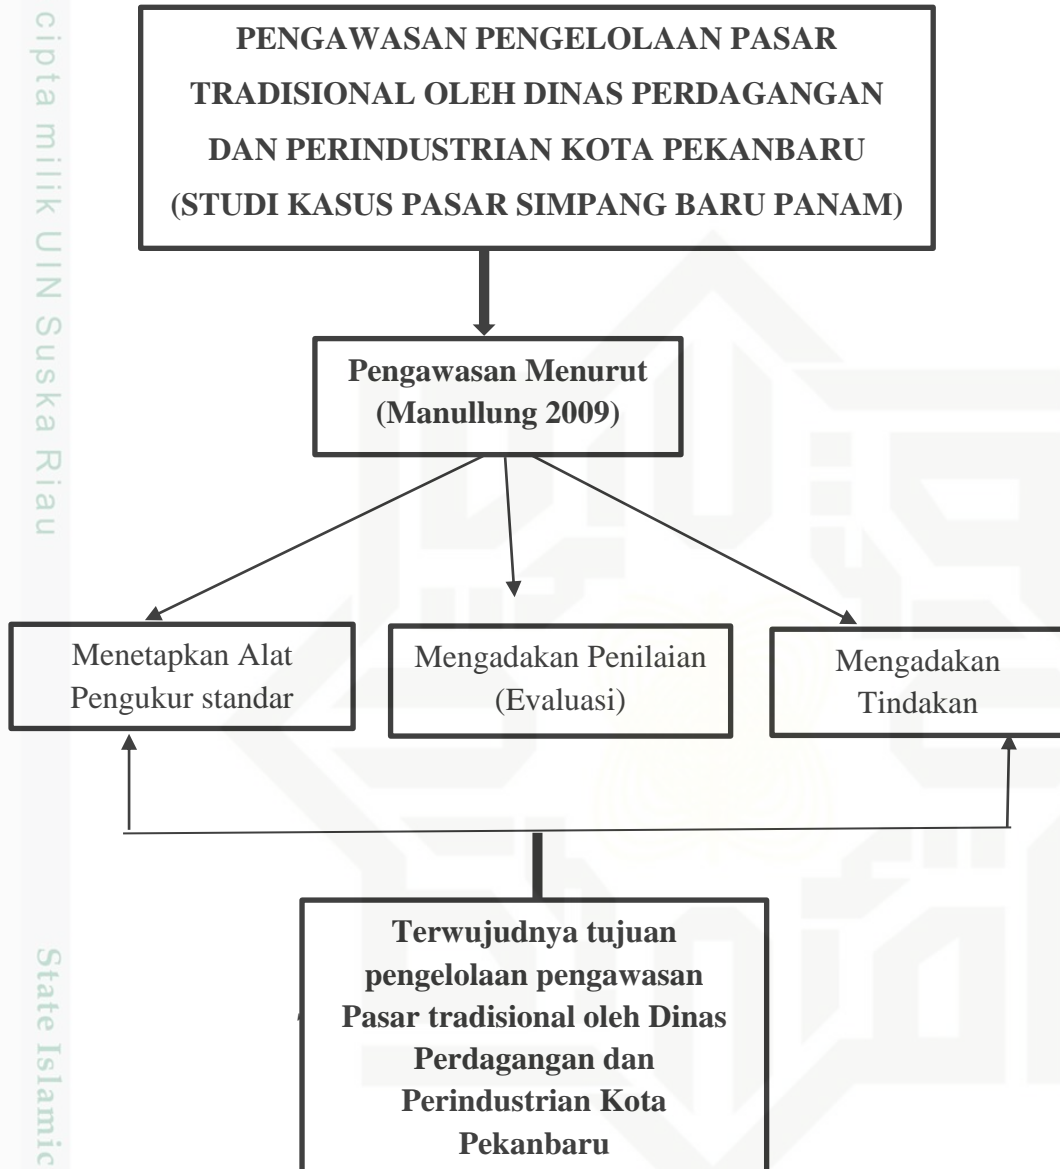 cipta milik UIN Suska Riau
State Islamic
PENGAWASAN PENGELOLAAN PASAR
TRADISIONAL OLEH DINAS PERDAGANGAN
DAN PERINDUSTRIAN KOTA PEKANBARU
(STUDI KASUS PASAR SIMPANG BARU PANAM)
Pengawasan Menurut
(Manullung 2009)
Menetapkan Alat
Pengukur standar
Mengadakan Penilaian
(Evaluasi)
Mengadakan
Tindakan
Terwujudnya tujuan
pengelolaan pengawasan
Pasar tradisional oleh Dinas
Perdagangan dan
Perindustrian Kota
Pekanbaru